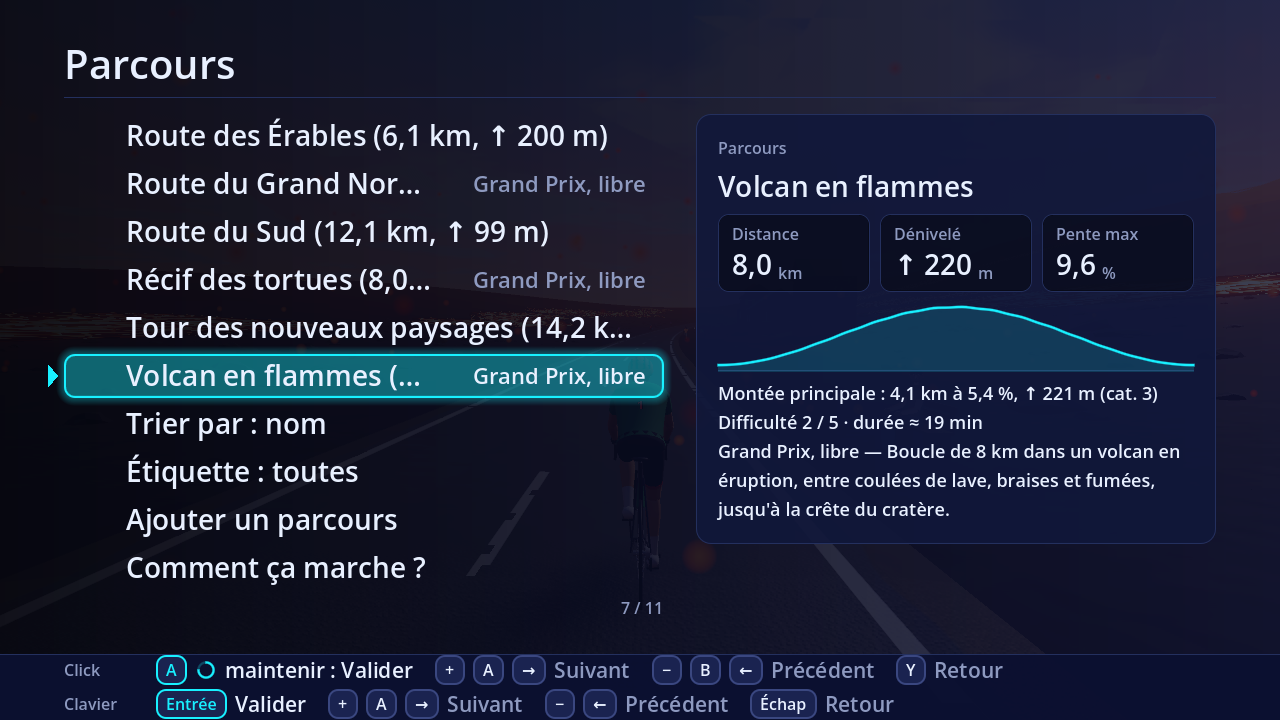 Parcours
Route des Érables (6,1 km, ↑ 200 m)
Route du Grand Nor... Grand Prix, libre
Route du Sud (12,1 km, ↑ 99 m)
Récif des tortues (8,0... Grand Prix, libre
Tour des nouveaux paysages (14,2 k...
Volcan en flammes (... Grand Prix, libre
Trier par : nom
Étiquette : toutes
Ajouter un parcours
Comment ça marche ?
7 / 11
Parcours
Volcan en flammes
Distance
8,0 km
Dénivelé
↑ 220 m
Pente max
9,6 %
Montée principale : 4,1 km à 5,4 %, ↑ 221 m (cat. 3)
Difficulté 2 / 5 · durée ≈ 19 min
Grand Prix, libre — Boucle de 8 km dans un volcan en
éruption, entre coulées de lave, braises et fumées,
jusqu'à la crête du cratère.
Click A maintenir : Valider + A → Suivant − B ← Précédent Y Retour
Clavier Entrée Valider + A → Suivant − ← Précédent Échap Retour